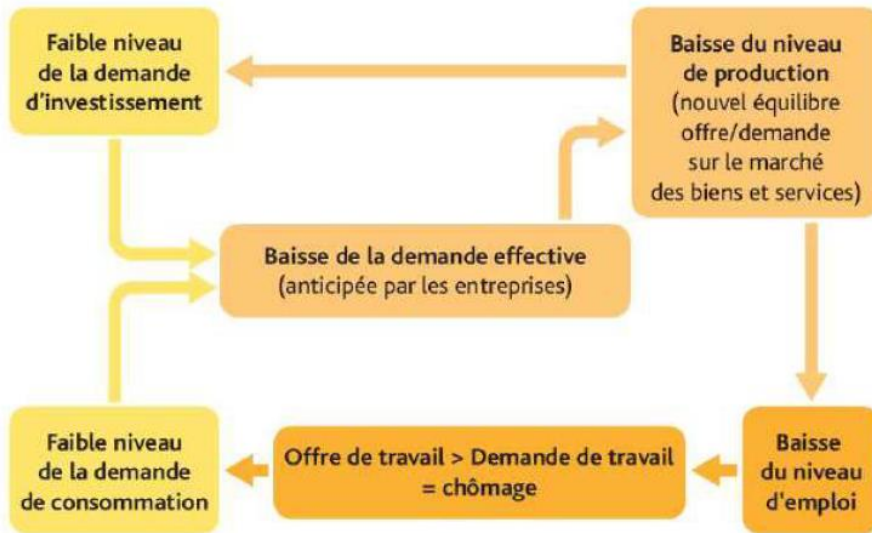 Faible niveau
de la demande
d'investissement
Baisse du niveau
de production
(nouvel équilibre
offre/demande
sur le marché
des biens et services)
Baisse de la demande effective
(anticipée par les entreprises)
Faible niveau
de la demande
de consommation
Offre de travail > Demande de travail
= chômage
Baisse
du niveau
d'emploi